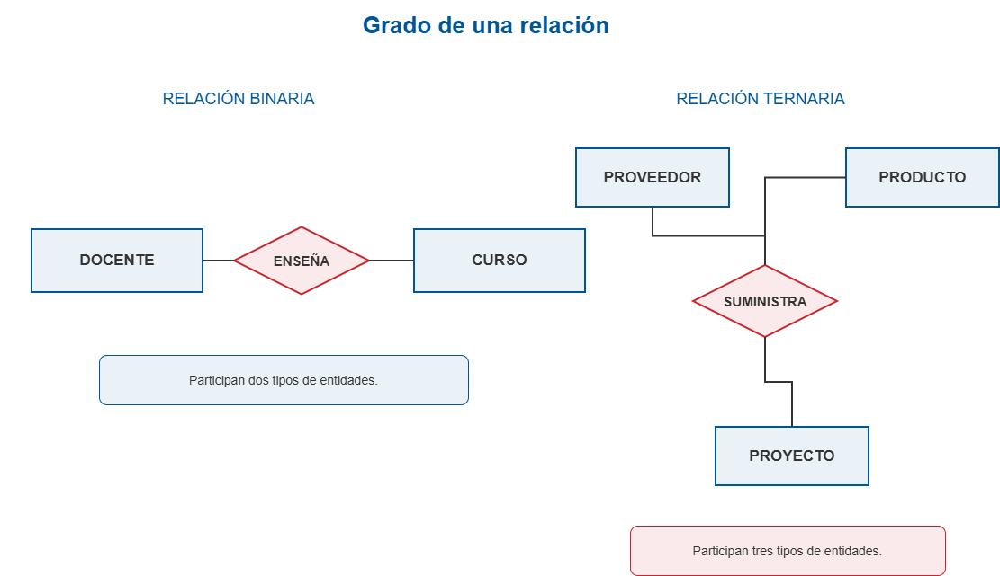 Grado de una relación
RELACIÓN BINARIA
DOCENTE
ENSEÑA
CURSO
Participan dos tipos de entidades.
RELACIÓN TERNARIA
PROVEEDOR
PRODUCTO
SUMINISTRA
PROYECTO
Participan tres tipos de entidades.